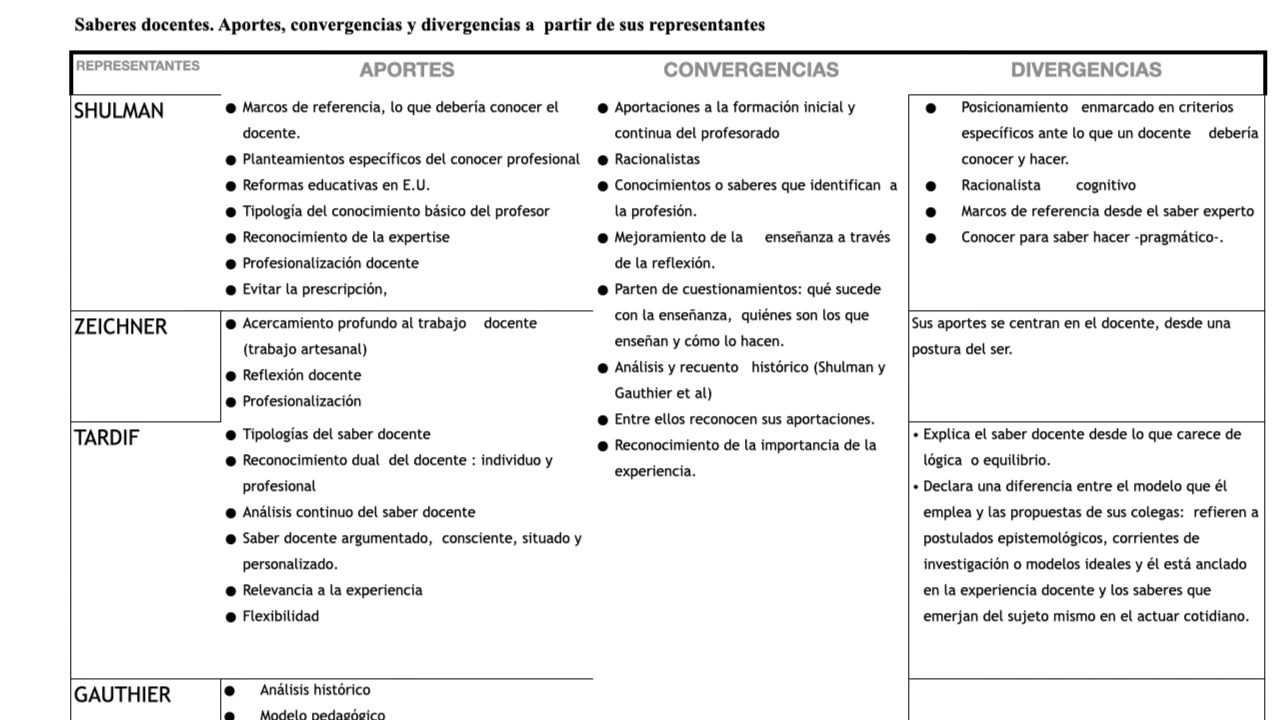 Saberes docentes. Aportes, convergencias y divergencias a partir de sus representantes
REPRESENTANTES
APORTES
CONVERGENCIAS
DIVERGENCIAS
SHULMAN
● Marcos de referencia, lo que debería conocer el
docente.
● Planteamientos específicos del conocer profesional
● Reformas educativas en E.U.
● Tipología del conocimiento básico del profesor
● Reconocimiento de la expertise
● Profesionalización docente
● Evitar la prescripción,
● Aportaciones a la formación inicial y
continua del profesorado
● Racionalistas
● Conocimientos o saberes que identifican a
la profesión.
● Mejoramiento de la enseñanza a través
de la reflexión.
● Parten de cuestionamientos: qué sucede
con la enseñanza, quiénes son los que
enseñan y cómo lo hacen.
● Análisis y recuento histórico (Shulman y
Gauthier et al)
● Entre ellos reconocen sus aportaciones.
● Reconocimiento de la importancia de la
experiencia.
● Posicionamiento enmarcado en criterios
específicos ante lo que un docente debería
conocer y hacer.
● Racionalista cognitivo
● Marcos de referencia desde el saber experto
● Conocer para saber hacer -pragmático-.
ZEICHNER
● Acercamiento profundo al trabajo docente
(trabajo artesanal)
● Reflexión docente
● Profesionalización
Sus aportes se centran en el docente, desde una
postura del ser.
TARDIF
● Tipologías del saber docente
● Reconocimiento dual del docente : individuo y
profesional
● Análisis continuo del saber docente
● Saber docente argumentado, consciente, situado y
personalizado.
● Relevancia a la experiencia
● Flexibilidad
• Explica el saber docente desde lo que carece de
lógica o equilibrio.
• Declara una diferencia entre el modelo que él
emplea y las propuestas de sus colegas: refieren a
postulados epistemológicos, corrientes de
investigación o modelos ideales y él está anclado
en la experiencia docente y los saberes que
emerjan del sujeto mismo en el actuar cotidiano.
GAUTHIER
● Análisis histórico
● Modelo pedagógico